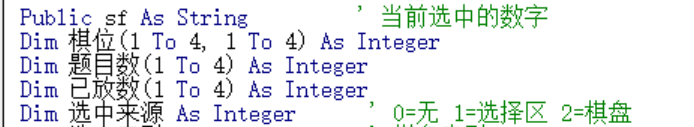 Public sf As String ' 当前选中的数字
Dim 棋位(1 To 4, 1 To 4) As Integer
Dim 题目数(1 To 4) As Integer
Dim 已放数(1 To 4) As Integer
Dim 选中来源 As Integer ' 0=无 1=选择区 2=棋盘